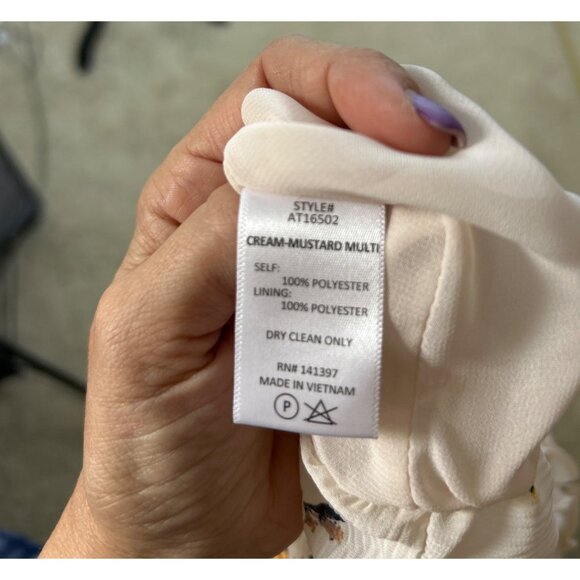 STYLE#
AT16502
CREAM-MUSTARD MULTI
SELF:
100% POLYESTER
LINING:
100% POLYESTER
DRY CLEAN ONLY
RN# 141397
MADE IN VIETNAM
P